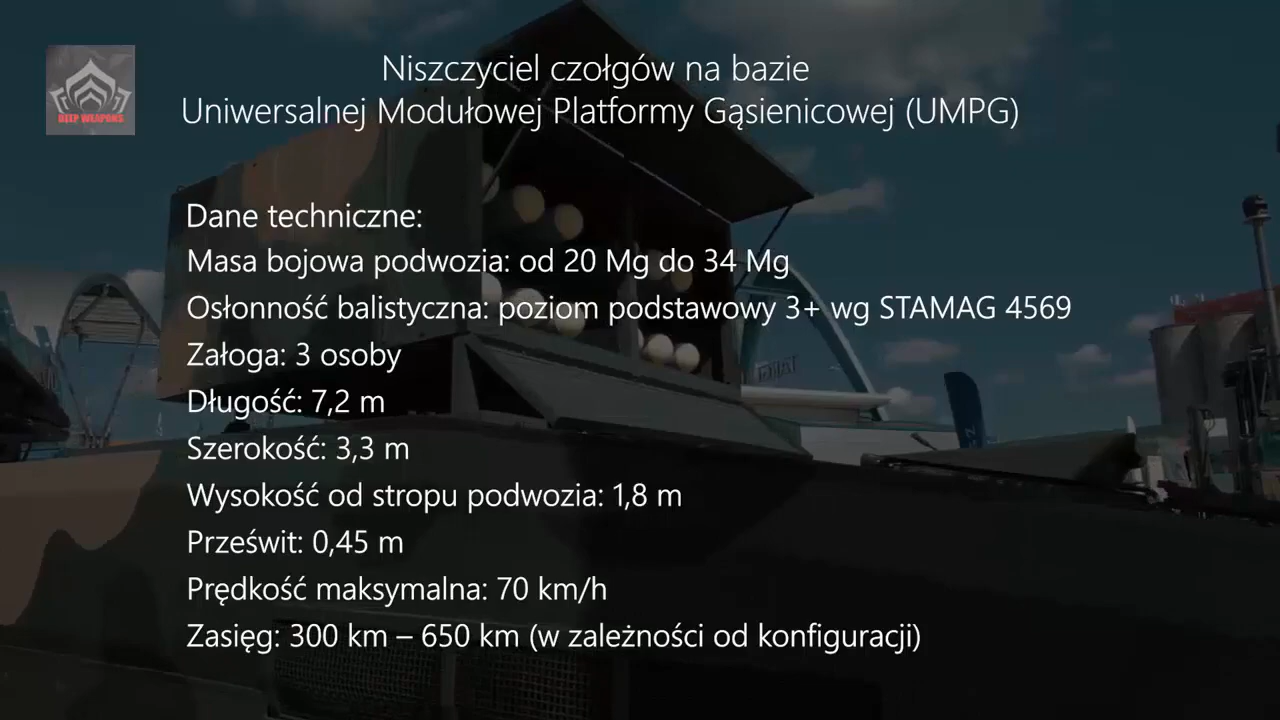 DEEP WEAPONS
Niszczyciel czołgów na bazie
Uniwersalnej Modułowej Platformy Gąsienicowej (UMPG)
Dane techniczne:
Masa bojowa podwozia: od 20 Mg do 34 Mg
Osłonność balistyczna: poziom podstawowy 3+ wg STAMAG 4569
Załoga: 3 osoby
Długość: 7,2 m
Szerokość: 3,3 m
Wysokość od stropu podwozia: 1,8 m
Prześwit: 0,45 m
Prędkość maksymalna: 70 km/h
Zasięg: 300 km – 650 km (w zależności od konfiguracji)